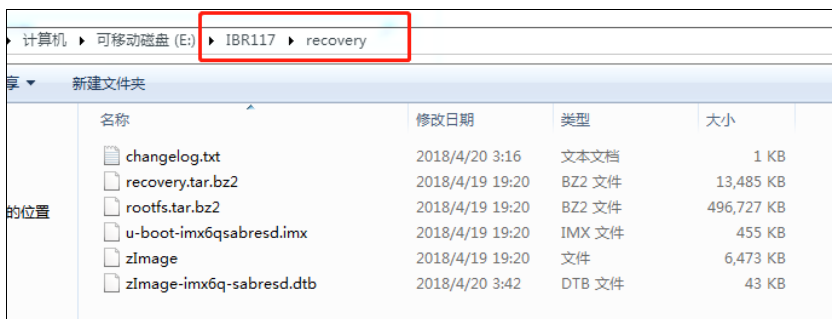 计算机 ▸ 可移动磁盘 (E:) ▸ IBR117 ▸ recovery
享 新建文件夹
名称 修改日期 类型 大小
changelog.txt 2018/4/20 3:16 文本文档 1 KB
recovery.tar.bz2 2018/4/19 19:20 BZ2 文件 13,485 KB
rootfs.tar.bz2 2018/4/19 19:20 BZ2 文件 496,727 KB
的位置
u-boot-imx6qsabresd.imx 2018/4/19 19:20 IMX 文件 455 KB
zImage 2018/4/19 19:20 文件 6,473 KB
zImage-imx6q-sabresd.dtb 2018/4/20 3:42 DTB 文件 43 KB